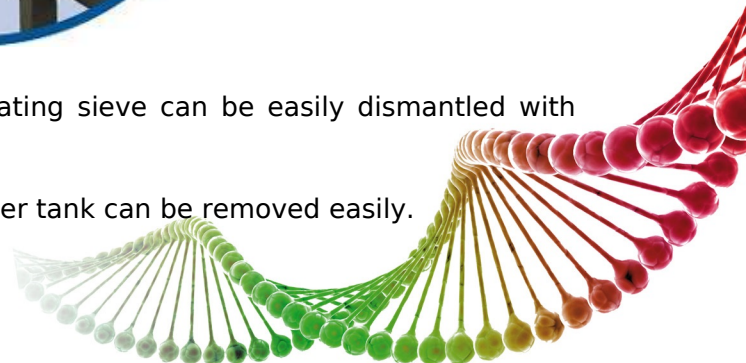 ating sieve can be easily dismantled with
er tank can be removed easily.